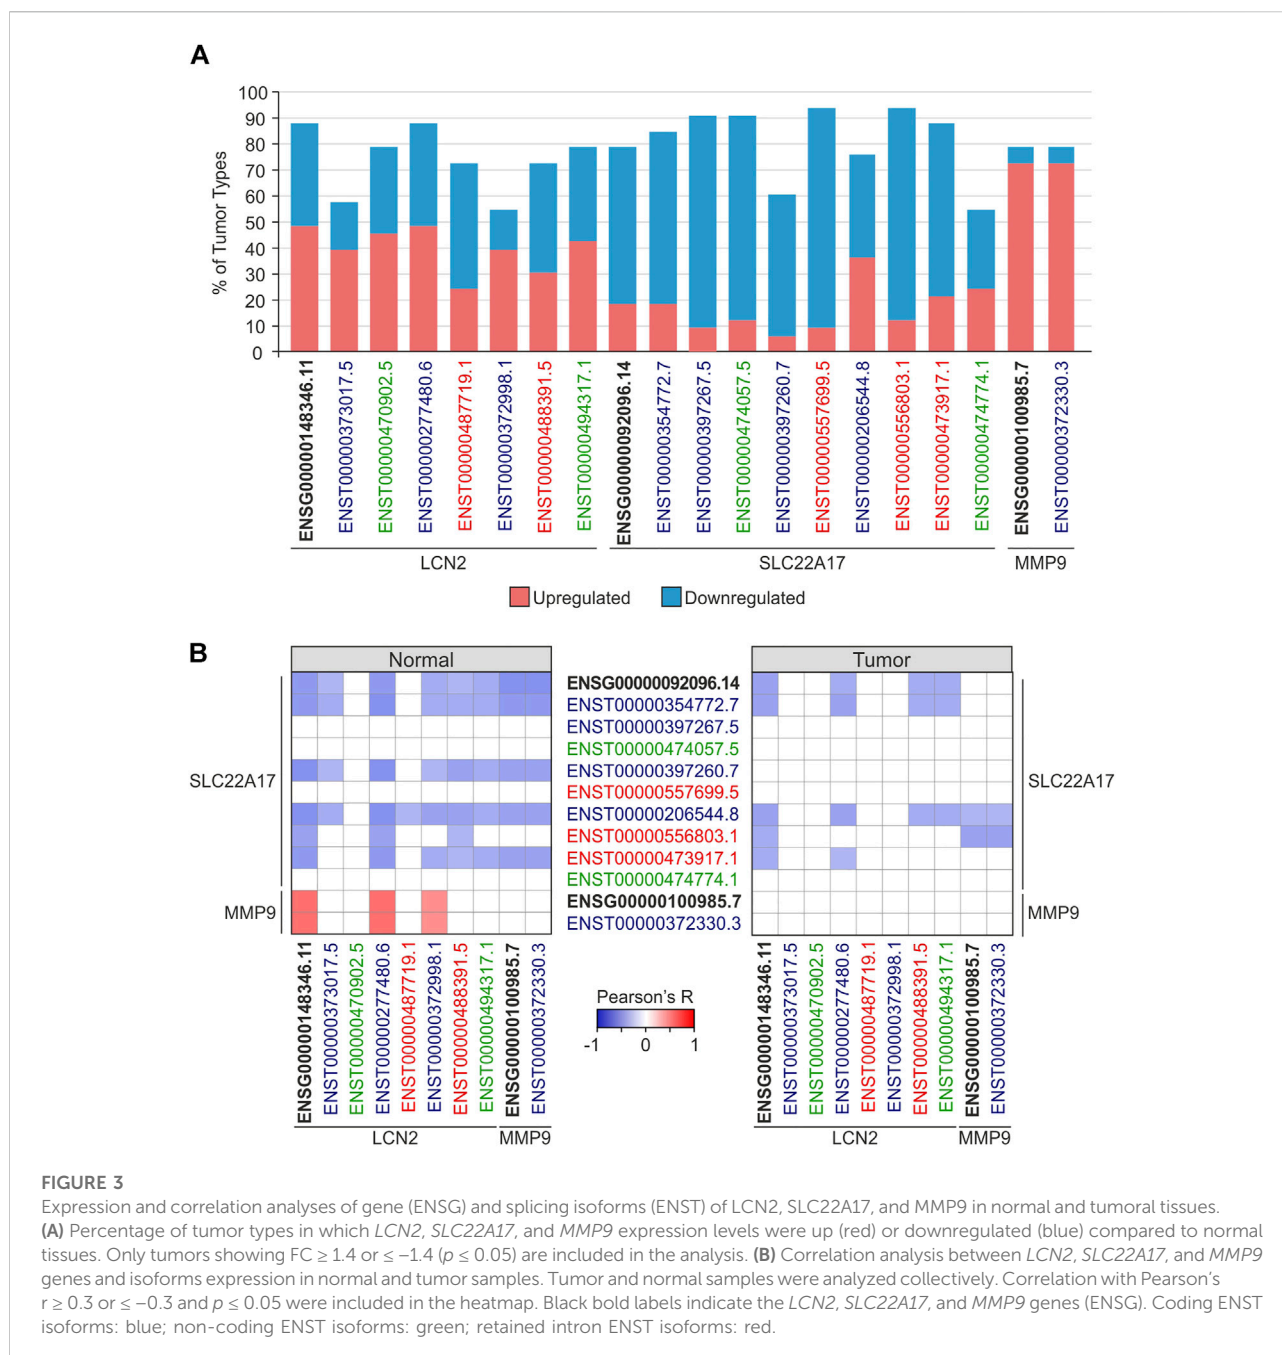 A
% of Tumor Types
100
90
80
70
60
50
40
30
20
10
0
ENSG00000148346.11
ENST00000373017.5
ENST00000470902.5
ENST00000277480.6
ENST00000487719.1
ENST00000372998.1
ENST00000488391.5
ENST00000494317.1
ENSG00000092096.14
ENST00000354772.7
ENST00000397267.5
ENST00000474057.5
ENST00000397260.7
ENST00000557699.5
ENST00000206544.8
ENST00000556803.1
ENST00000473917.1
ENST00000474774.1
ENSG00000100985.7
ENST00000372330.3
LCN2
SLC22A17
MMP9
Upregulated
Downregulated
B
Normal
Tumor
SLC22A17
MMP9
ENSG00000092096.14
ENST00000354772.7
ENST00000397267.5
ENST00000474057.5
ENST00000397260.7
ENST00000557699.5
ENST00000206544.8
ENST00000556803.1
ENST00000473917.1
ENST00000474774.1
ENSG00000100985.7
ENST00000372330.3
SLC22A17
MMP9
ENSG00000148346.11
ENST00000373017.5
ENST00000470902.5
ENST00000277480.6
ENST00000487719.1
ENST00000372998.1
ENST00000488391.5
ENST00000494317.1
ENSG00000100985.7
ENST00000372330.3
LCN2
MMP9
Pearson's R
-1
0
1
ENSG00000148346.11
ENST00000373017.5
ENST00000470902.5
ENST00000277480.6
ENST00000487719.1
ENST00000372998.1
ENST00000488391.5
ENST00000494317.1
ENSG00000100985.7
ENST00000372330.3
LCN2
MMP9
FIGURE 3
Expression and correlation analyses of gene (ENSG) and splicing isoforms (ENST) of LCN2, SLC22A17, and MMP9 in normal and tumoral tissues.
(A) Percentage of tumor types in which LCN2, SLC22A17, and MMP9 expression levels were up (red) or downregulated (blue) compared to normal
tissues. Only tumors showing FC ≥ 1.4 or ≤ −1.4 (p ≤ 0.05) are included in the analysis. (B) Correlation analysis between LCN2, SLC22A17, and MMP9
genes and isoforms expression in normal and tumor samples. Tumor and normal samples were analyzed collectively. Correlation with Pearson's
r ≥ 0.3 or ≤ −0.3 and p ≤ 0.05 were included in the heatmap. Black bold labels indicate the LCN2, SLC22A17, and MMP9 genes (ENSG). Coding ENST
isoforms: blue; non-coding ENST isoforms: green; retained intron ENST isoforms: red.